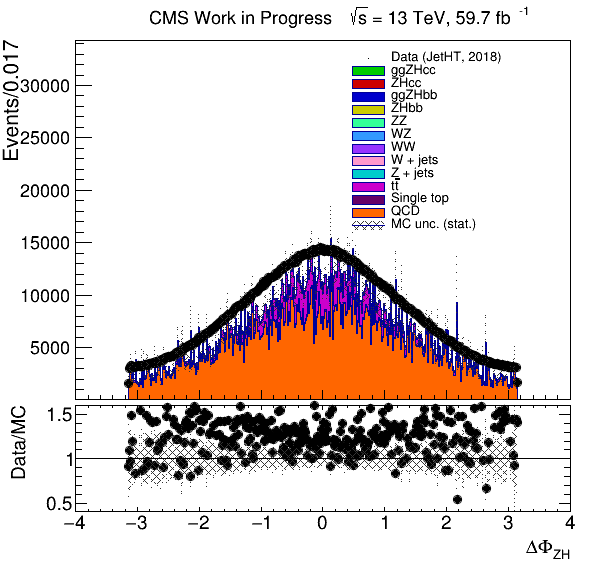 CMS Work in Progress √s = 13 TeV, 59.7 fb⁻¹
Events/0.017
30000
25000
20000
15000
10000
5000
Data (JetHT, 2018)
ggZHcc
ZHcc
ggZHbb
ZHbb
ZZ
WZ
WW
W + jets
Z + jets
tt̅
Single top
QCD
MC unc. (stat.)
Data/MC
1.5
1
0.5
−4 −3 −2 −1 0 1 2 3 4
ΔΦZH